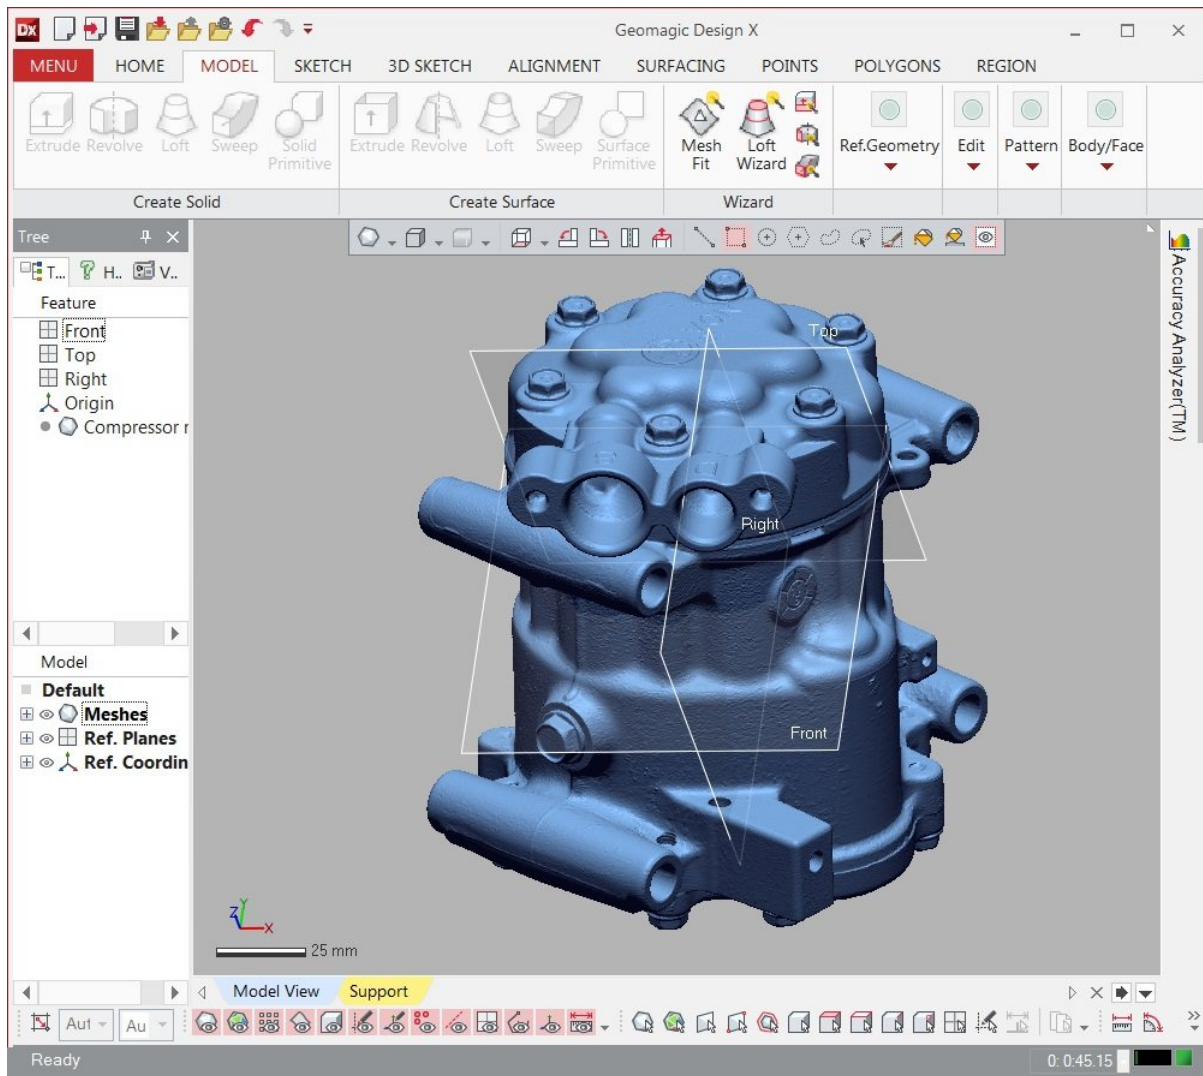 Dx
Geomagic Design X
MENU HOME MODEL SKETCH 3D SKETCH ALIGNMENT SURFACING POINTS POLYGONS REGION
Extrude Revolve Loft Sweep Solid Primitive Extrude Revolve Loft Sweep Surface Primitive Mesh Fit Loft Wizard Ref.Geometry Edit Pattern Body/Face
Create Solid Create Surface Wizard
Tree
T... H.. V..
Feature
Front
Top
Right
Origin
Compressor r
Accuracy Analyzer(TM)
Top
Right
Front
Model
Default
Meshes
Ref. Planes
Ref. Coordin
Z Y X
25 mm
Model View Support
Aut Au
Ready 0: 0:45.15